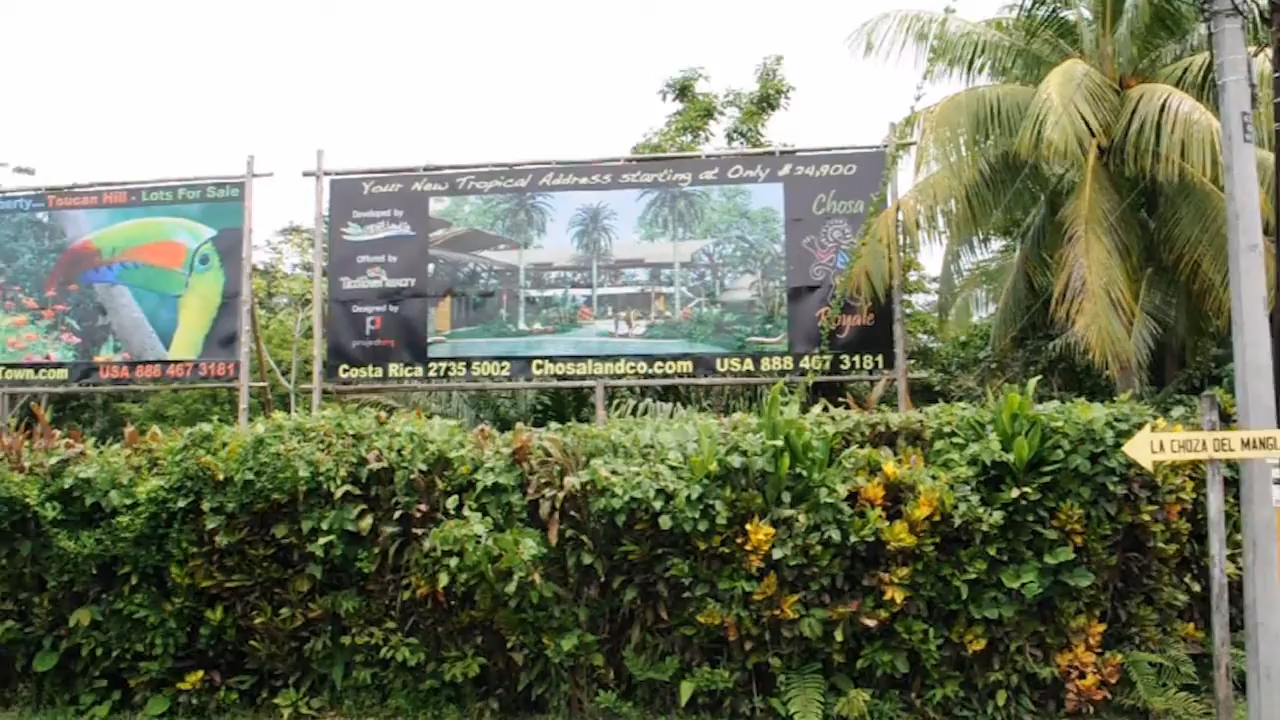 perty... Toucan Hill - Lots For Sale
Town.com USA 888 467 3181
Your New Tropical Address starting at Only $24,900
Developed by
Offered by
Designed by
Chosa
Royale
Costa Rica 2735 5002 Chosalandco.com USA 888 467 3181
LA CHOZA DEL MANGL